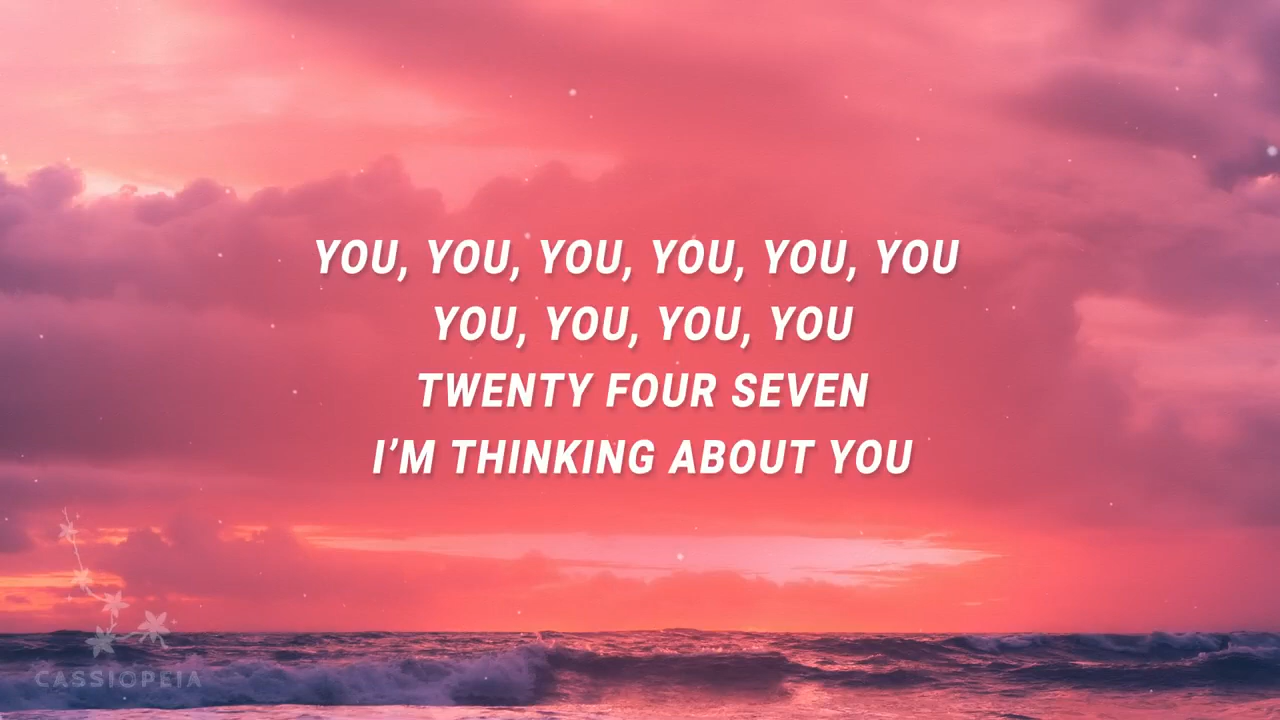 YOU, YOU, YOU, YOU, YOU, YOU
YOU, YOU, YOU, YOU
TWENTY FOUR SEVEN
I’M THINKING ABOUT YOU
CASSIOPEIA